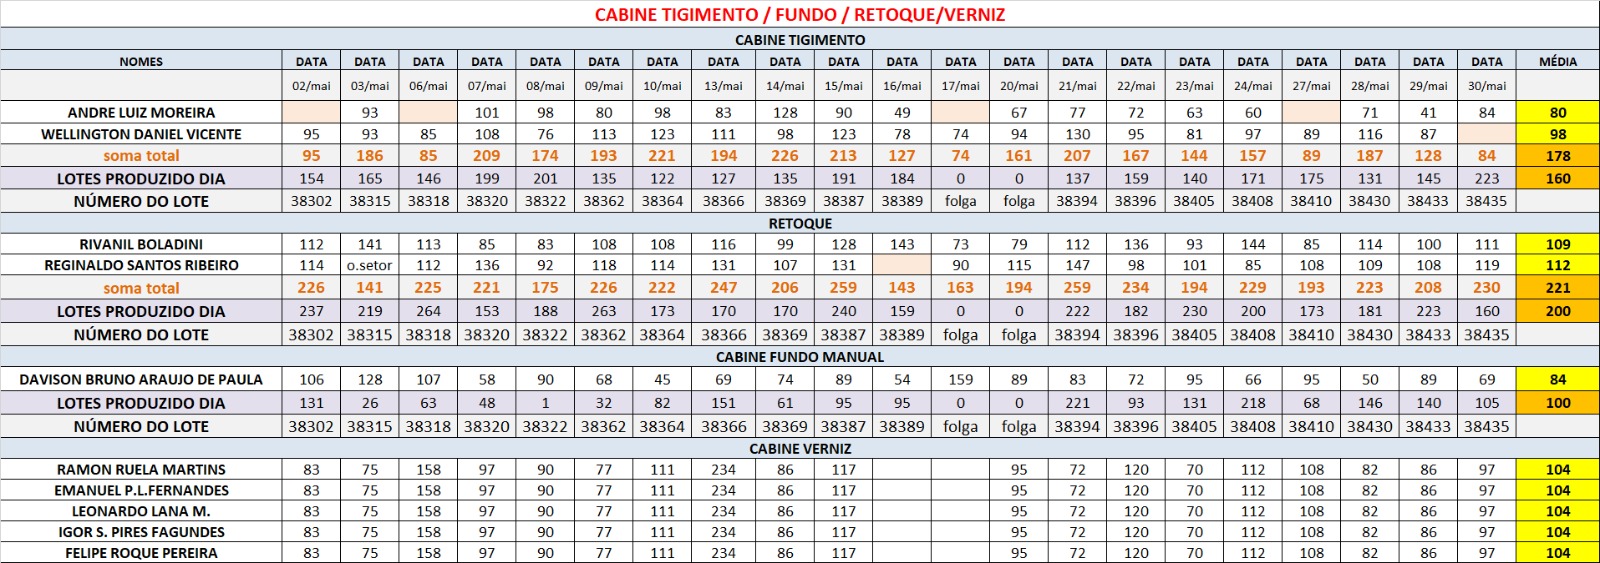 CABINE TIGIMENTO / FUNDO / RETOQUE/VERNIZ
CABINE TIGIMENTO
NOMES DATA DATA DATA DATA DATA DATA DATA DATA DATA DATA DATA DATA DATA DATA DATA DATA DATA DATA DATA DATA DATA MÉDIA
02/mai 03/mai 06/mai 07/mai 08/mai 09/mai 10/mai 13/mai 14/mai 15/mai 16/mai 17/mai 20/mai 21/mai 22/mai 23/mai 24/mai 27/mai 28/mai 29/mai 30/mai
ANDRE LUIZ MOREIRA 93 101 98 80 98 83 128 90 49 67 77 72 63 60 71 41 84 80
WELLINGTON DANIEL VICENTE 95 93 85 108 76 113 123 111 98 123 78 74 94 130 95 81 97 89 116 87 98
soma total 95 186 85 209 174 193 221 194 226 213 127 74 161 207 167 144 157 89 187 128 84 178
LOTES PRODUZIDO DIA 154 165 146 199 201 135 122 127 135 191 184 0 0 137 159 140 171 175 131 145 223 160
NÚMERO DO LOTE 38302 38315 38318 38320 38322 38362 38364 38366 38369 38387 38389 folga folga 38394 38396 38405 38408 38410 38430 38433 38435
RETOQUE
RIVANIL BOLADINI 112 141 113 85 83 108 108 116 99 128 143 73 79 112 136 93 144 85 114 100 111 109
REGINALDO SANTOS RIBEIRO 114 o.setor 112 136 92 118 114 131 107 131 90 115 147 98 101 85 108 109 108 119 112
soma total 226 141 225 221 175 226 222 247 206 259 143 163 194 259 234 194 229 193 223 208 230 221
LOTES PRODUZIDO DIA 237 219 264 153 188 263 173 170 170 240 159 0 0 222 182 230 200 173 181 223 160 200
NÚMERO DO LOTE 38302 38315 38318 38320 38322 38362 38364 38366 38369 38387 38389 folga folga 38394 38396 38405 38408 38410 38430 38433 38435
CABINE FUNDO MANUAL
DAVISON BRUNO ARAUJO DE PAULA 106 128 107 58 90 68 45 69 74 89 54 159 89 83 72 95 66 95 50 89 69 84
LOTES PRODUZIDO DIA 131 26 63 48 1 32 82 151 61 95 95 0 0 221 93 131 218 68 146 140 105 100
NÚMERO DO LOTE 38302 38315 38318 38320 38322 38362 38364 38366 38369 38387 38389 folga folga 38394 38396 38405 38408 38410 38430 38433 38435
CABINE VERNIZ
RAMON RUELA MARTINS 83 75 158 97 90 77 111 234 86 117 95 72 120 70 112 108 82 86 97 104
EMANUEL P.L.FERNANDES 83 75 158 97 90 77 111 234 86 117 95 72 120 70 112 108 82 86 97 104
LEONARDO LANA M. 83 75 158 97 90 77 111 234 86 117 95 72 120 70 112 108 82 86 97 104
IGOR S. PIRES FAGUNDES 83 75 158 97 90 77 111 234 86 117 95 72 120 70 112 108 82 86 97 104
FELIPE ROQUE PEREIRA 83 75 158 97 90 77 111 234 86 117 95 72 120 70 112 108 82 86 97 104